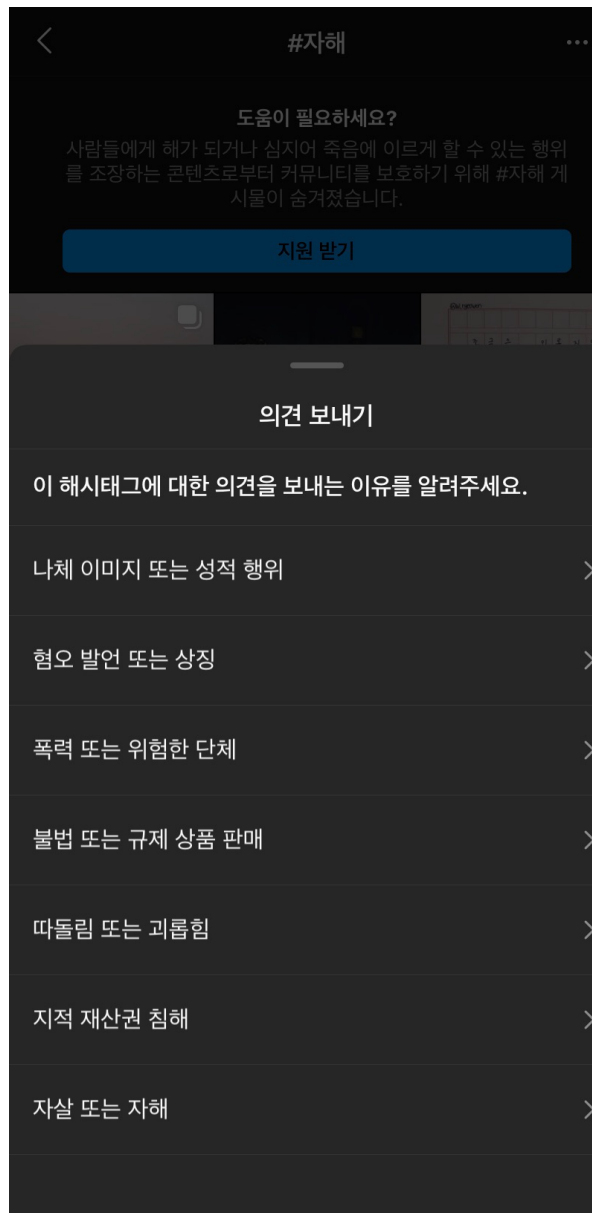 #자해
도움이 필요하세요?
사람들에게 해가 되거나 심지어 죽음에 이르게 할 수 있는 행위
를 조장하는 콘텐츠로부터 커뮤니티를 보호하기 위해 #자해 게
시물이 숨겨졌습니다.
지원 받기
의견 보내기
이 해시태그에 대한 의견을 보내는 이유를 알려주세요.
나체 이미지 또는 성적 행위
혐오 발언 또는 상징
폭력 또는 위험한 단체
불법 또는 규제 상품 판매
따돌림 또는 괴롭힘
지적 재산권 침해
자살 또는 자해